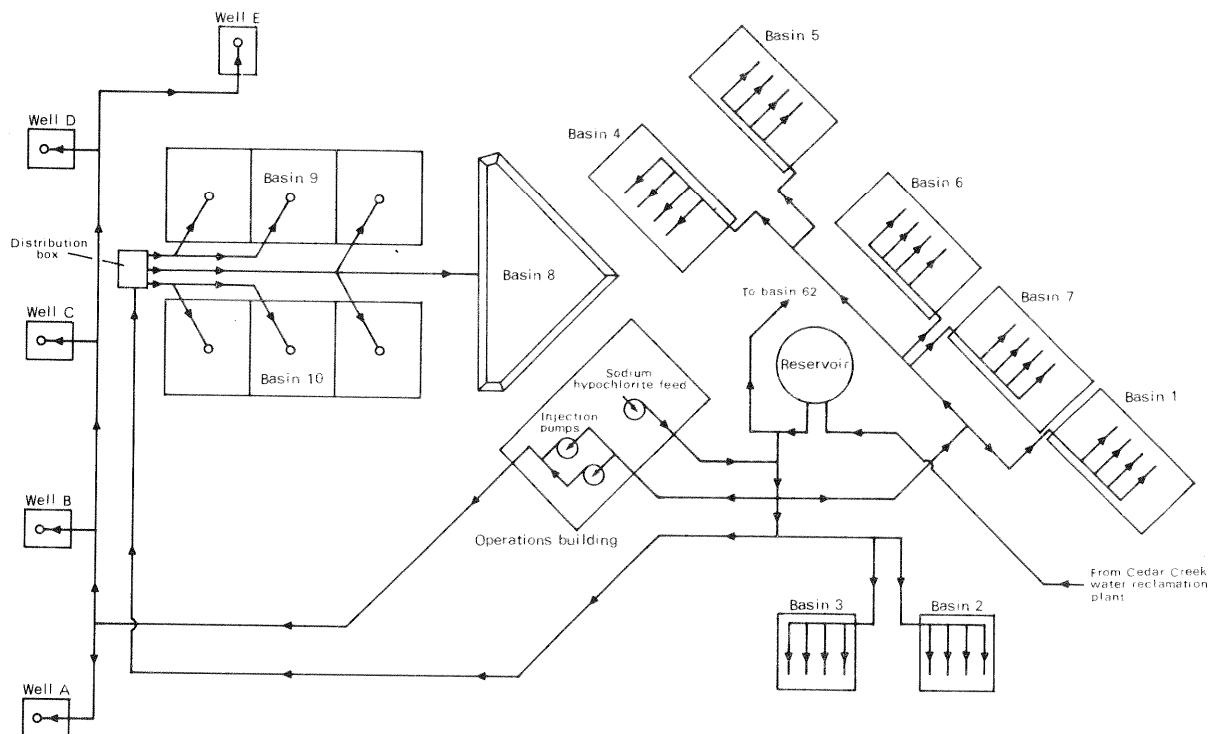 Well E
Basin 5
Well D
Basin 4
Basin 9
Basin 6
Distribution
box
Basin 8
Basin 7
To basin 62
Well C
Reservoir
Basin 10
Sodium
hypochlorite feed
Basin 1
Injection
pumps
Well B
Operations building
From Cedar Creek
water reclamation
plant
Basin 3
Basin 2
Well A